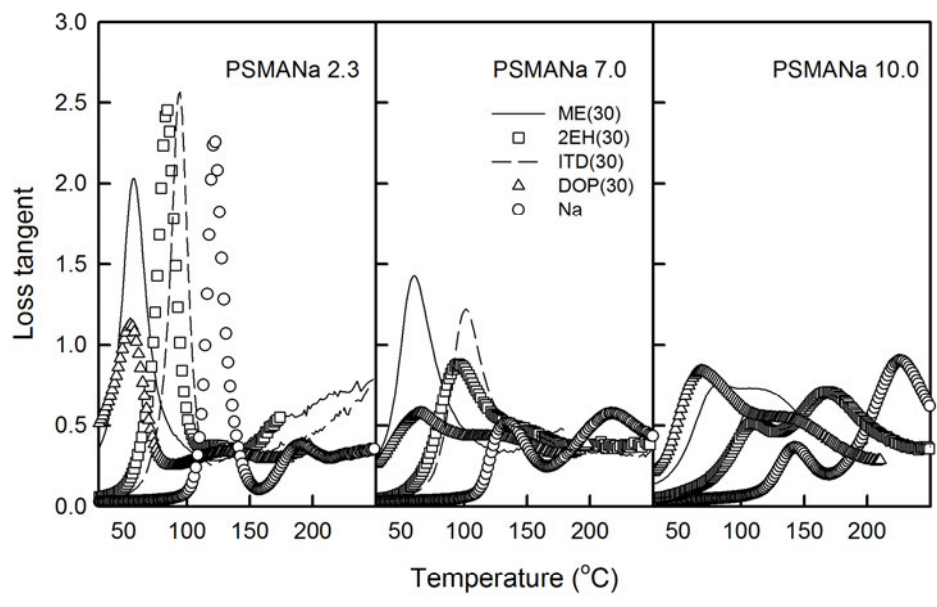 3.0
2.5
2.0
1.5
1.0
0.5
0.0
Loss tangent
PSMANa 2.3
PSMANa 7.0
PSMANa 10.0
ME(30)
2EH(30)
ITD(30)
DOP(30)
Na
50 100 150 200
50 100 150 200
50 100 150 200
Temperature (°C)